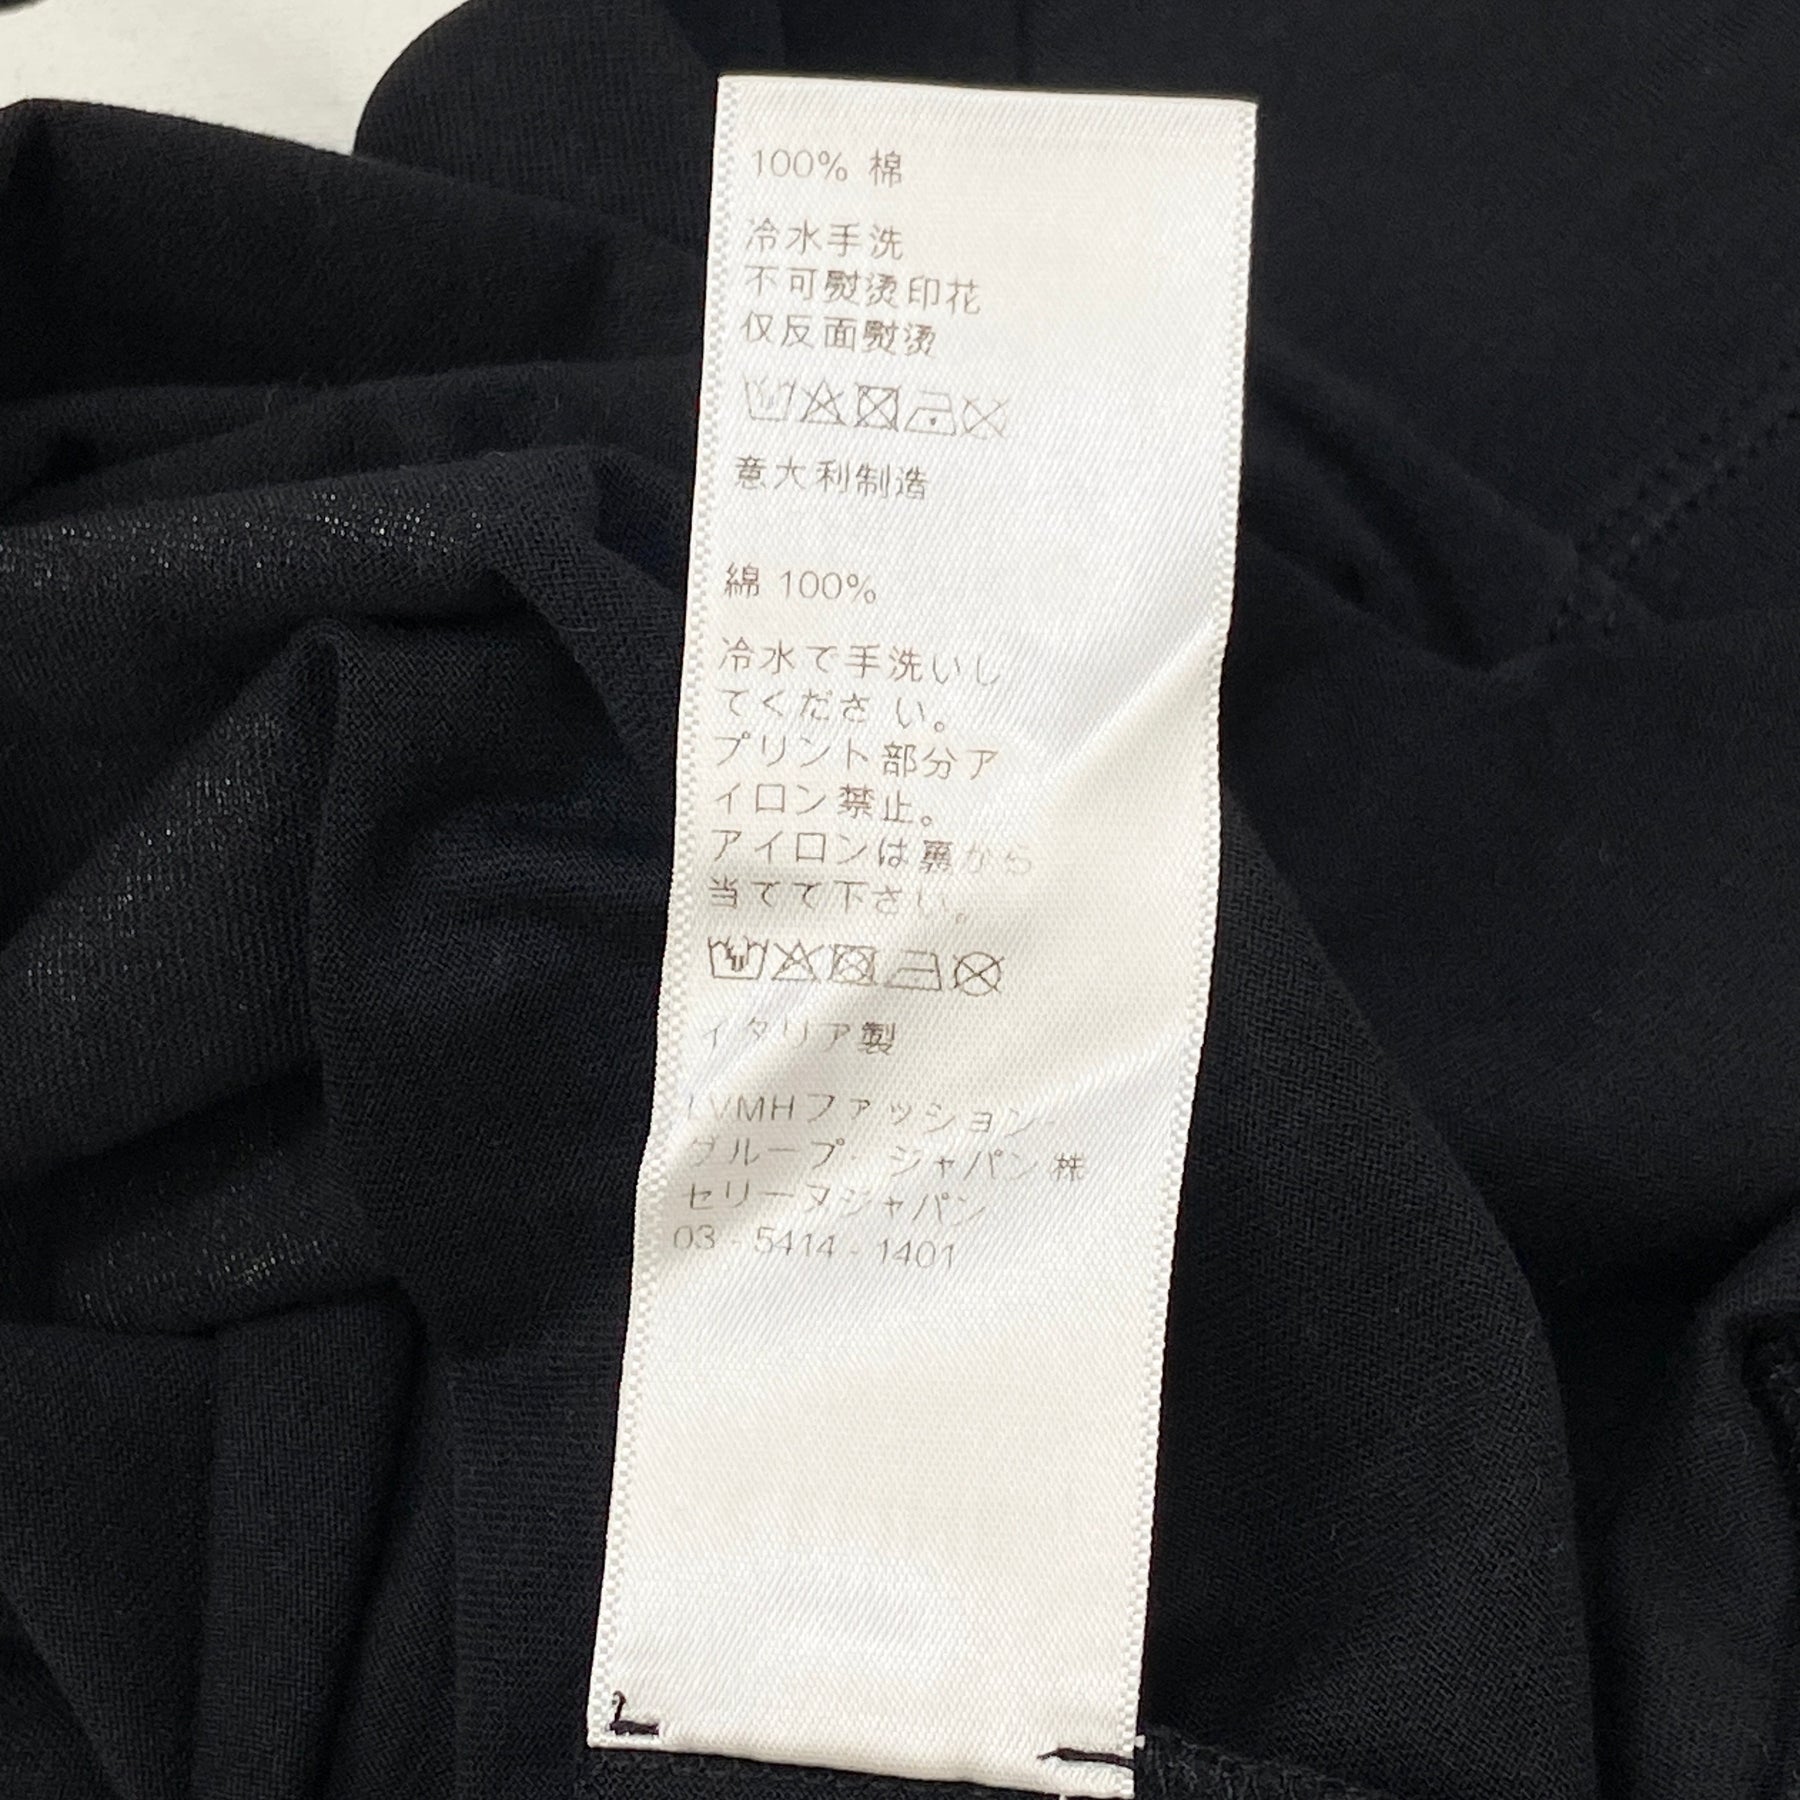 100% 棉
冷水手洗
不可熨烫印花
仅反面熨烫
意大利制造
綿 100%
冷水で手洗いし
てください。
プリント部分ア
イロン禁止。
アイロンは裏から
当てて下さい。
イタリア製
LVMHファッション・
グループ・ジャパン㈱
セリーヌジャパン
03-5414-1401